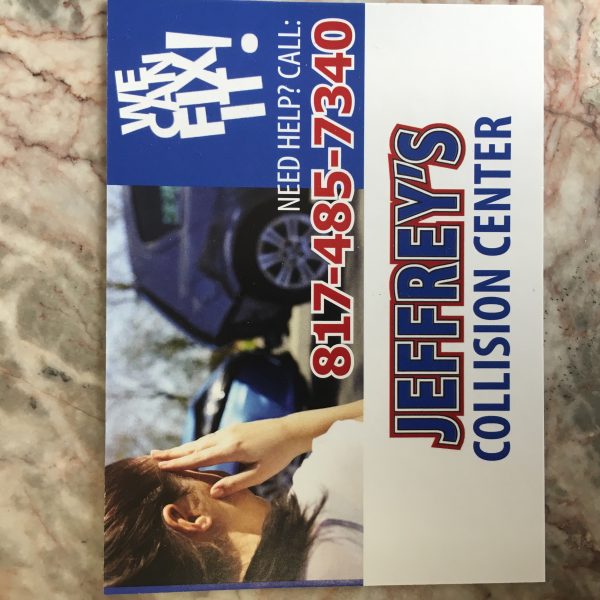 WE
CAN
FIX
IT!
NEED HELP? CALL:
817-485-7340
JEFFREY'S
COLLISION CENTER